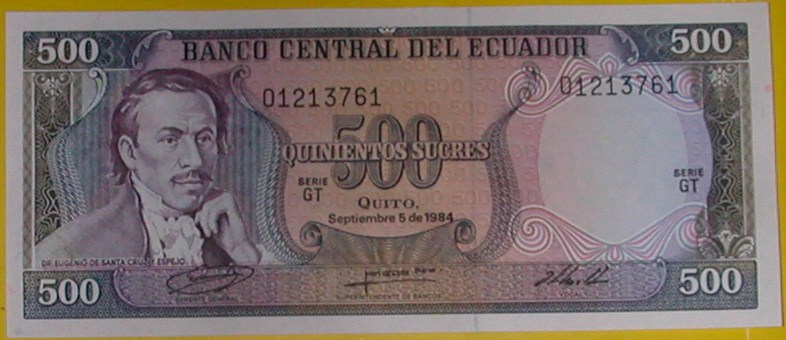 500 BANCO CENTRAL DEL ECUADOR 500
01213761 01213761
500
QUINIENTOS SUCRES
SERIE GT
SERIE GT
QUITO,
Septiembre 5 de 1984
DR. EUGENIO DE SANTA CRUZ Y ESPEJO
500 500
GERENTE GENERAL SUPERINTENDENTE DE BANCOS VOCAL